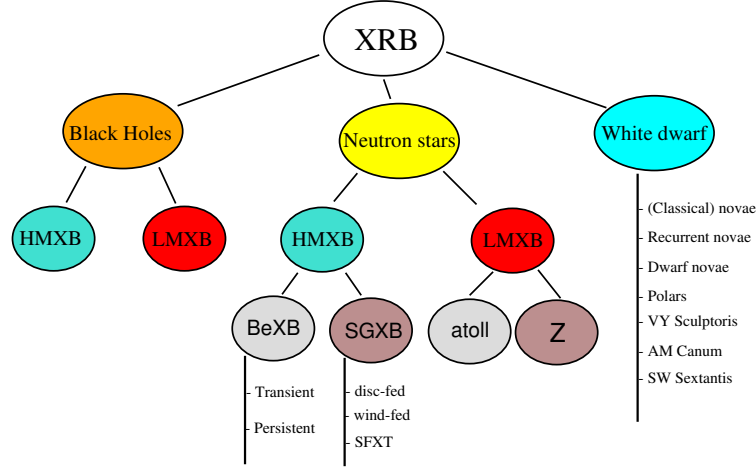 XRB
Black Holes
Neutron stars
White dwarf
HMXB
LMXB
HMXB
LMXB
BeXB
SGXB
atoll
Z
- Transient
- Persistent
- disc-fed
- wind-fed
- SFXT
- (Classical) novae
- Recurrent novae
- Dwarf novae
- Polars
- VY Sculptoris
- AM Canum
- SW Sextantis